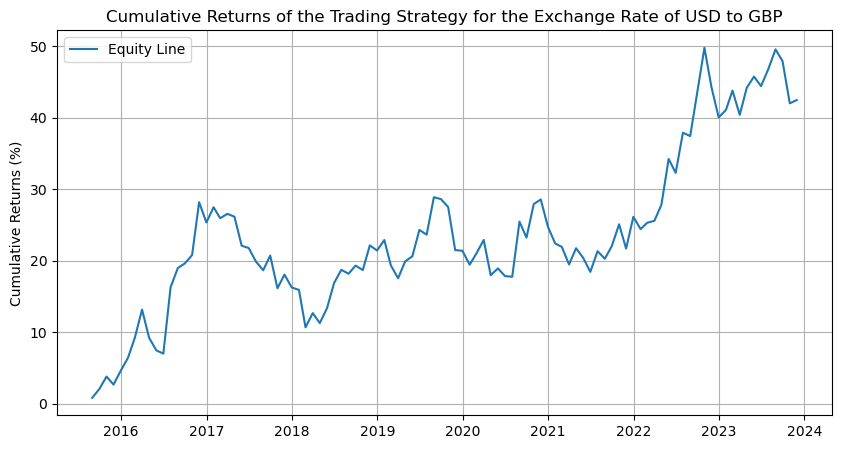 Cumulative Returns of the Trading Strategy for the Exchange Rate of USD to GBP
Equity Line
Cumulative Returns (%)
50
40
30
20
10
0
2016 2017 2018 2019 2020 2021 2022 2023 2024